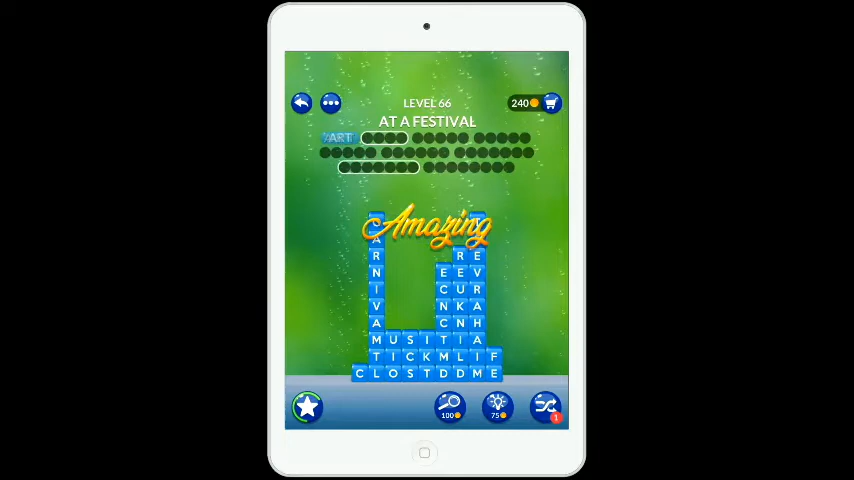 LEVEL 66
240
AT A FESTIVAL
ART
Amazing
A
R R E
N E E V
I C U R
V N K A
A C N H
M U S I T I A
T I C K M L I F
C L O S T D D M E
100
75
1